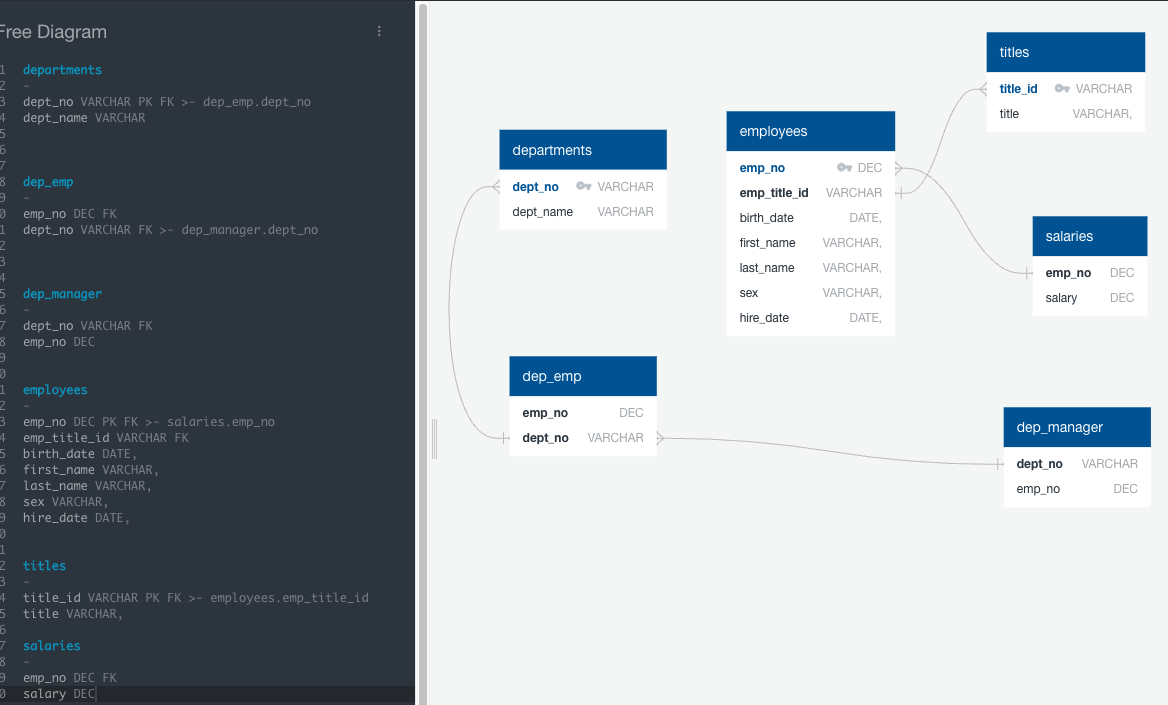 Free Diagram
1 departments
2 -
3 dept_no VARCHAR PK FK >- dep_emp.dept_no
4 dept_name VARCHAR
5
6
7
8 dep_emp
9 -
0 emp_no DEC FK
1 dept_no VARCHAR FK >- dep_manager.dept_no
2
3
4
5 dep_manager
6 -
7 dept_no VARCHAR FK
8 emp_no DEC
9
0
1 employees
2 -
3 emp_no DEC PK FK >- salaries.emp_no
4 emp_title_id VARCHAR FK
5 birth_date DATE,
6 first_name VARCHAR,
7 last_name VARCHAR,
8 sex VARCHAR,
9 hire_date DATE,
0
1
2 titles
3 -
4 title_id VARCHAR PK FK >- employees.emp_title_id
5 title VARCHAR,
6
7 salaries
8 -
9 emp_no DEC FK
0 salary DEC
departments
dept_no VARCHAR
dept_name VARCHAR
employees
emp_no DEC
emp_title_id VARCHAR
birth_date DATE,
first_name VARCHAR,
last_name VARCHAR,
sex VARCHAR,
hire_date DATE,
titles
title_id VARCHAR
title VARCHAR,
salaries
emp_no DEC
salary DEC
dep_emp
emp_no DEC
dept_no VARCHAR
dep_manager
dept_no VARCHAR
emp_no DEC